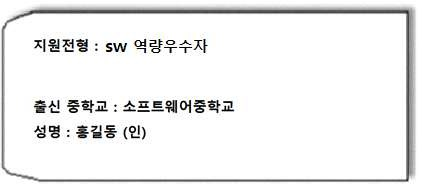 지원전형 : sw 역량우수자
출신 중학교 : 소프트웨어중학교
성명 : 홍길동 (인)